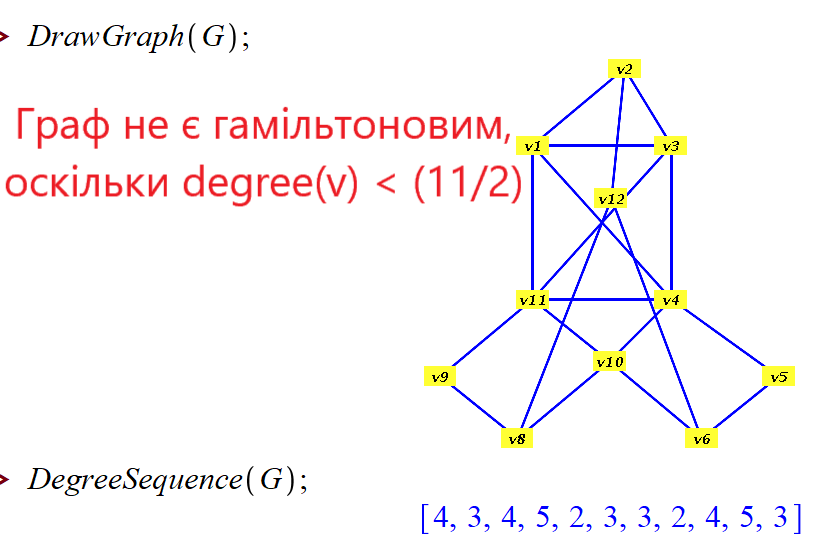 > DrawGraph(G);
Граф не є гамільтоновим,
оскільки degree(v) < (11/2)
v2
v1
v3
v12
v11
v4
v10
v9
v5
v8
v6
> DegreeSequence(G);
[4, 3, 4, 5, 2, 3, 3, 2, 4, 5, 3]